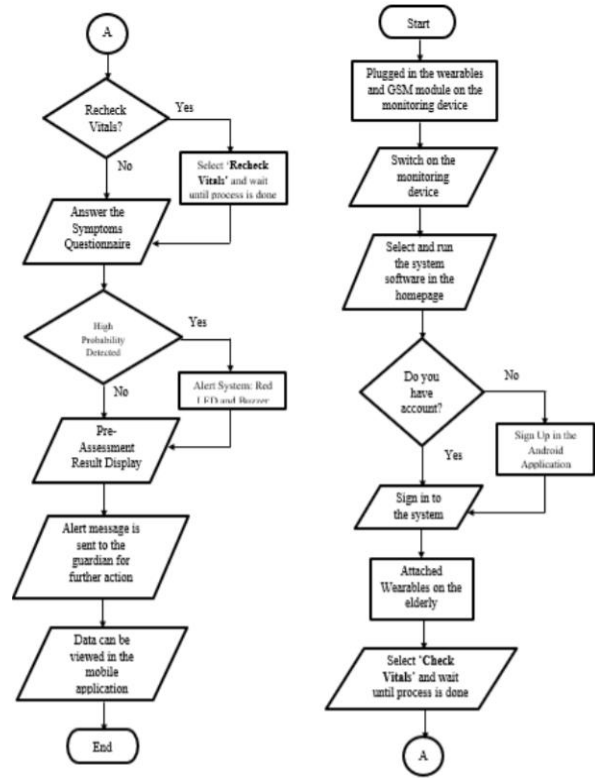 A
Recheck
Vitals?
Yes
No
Select ‘Recheck
Vitals’ and wait
until process is done
Answer the
Symptoms
Questionnaire
High
Probability
Detected
Yes
No
Alert System: Red
LED and Buzzer
Pre-
Assessment
Result Display
Alert message is
sent to the
guardian for
further action
Data can be
viewed in the
mobile
application
End
Start
Plugged in the wearables
and GSM module on the
monitoring device
Switch on the
monitoring
device
Select and run
the system
software in the
homepage
Do you
have
account?
No
Yes
Sign Up in the
Android
Application
Sign in to
the system
Attached
Wearables on the
elderly
Select ‘Check
Vitals’ and wait
until process is done
A